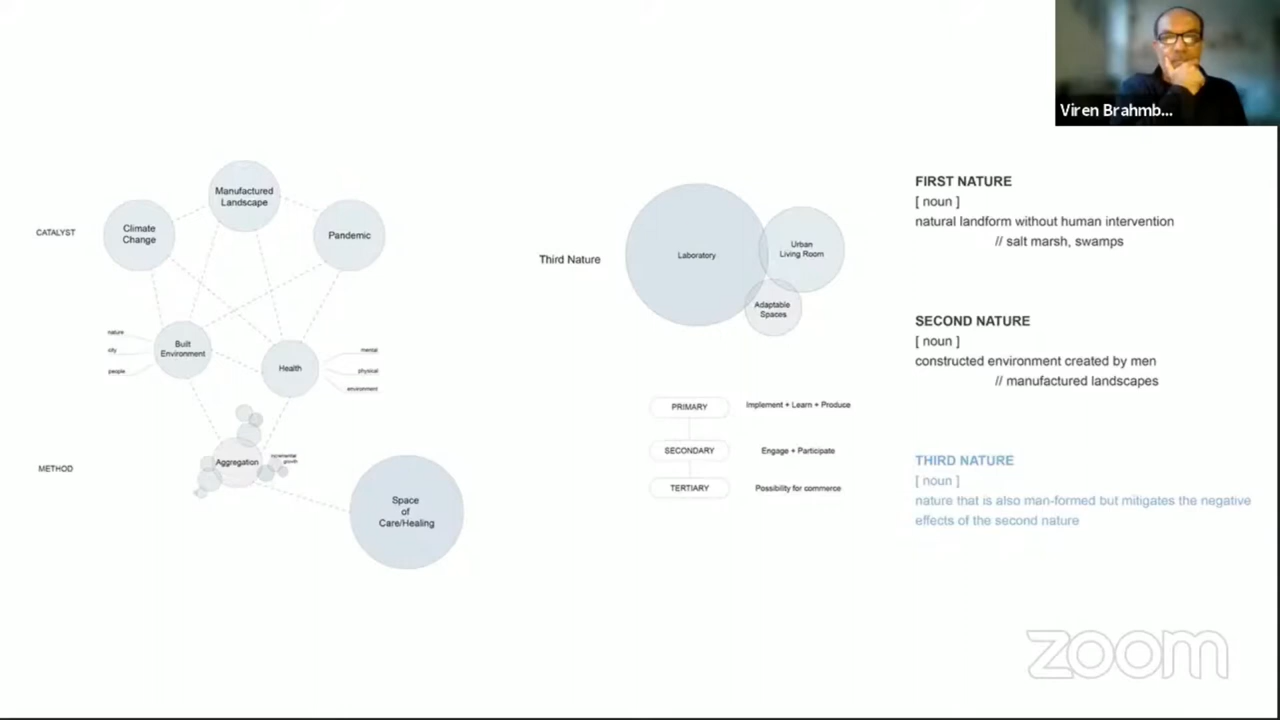 Viren Brahmb...
CATALYST
Climate
Change
Manufactured
Landscape
Pandemic
nature
city
people
Built
Environment
Health
mental
physical
environment
METHOD
Aggregation
incremental
growth
Space
of
Care/Healing
Third Nature
Laboratory
Urban
Living Room
Adaptable
Spaces
PRIMARY
Implement + Learn + Produce
SECONDARY
Engage + Participate
TERTIARY
Possibility for commerce
FIRST NATURE
[ noun ]
natural landform without human intervention
// salt marsh, swamps
SECOND NATURE
[ noun ]
constructed environment created by men
// manufactured landscapes
THIRD NATURE
[ noun ]
nature that is also man-formed but mitigates the negative
effects of the second nature
zoom